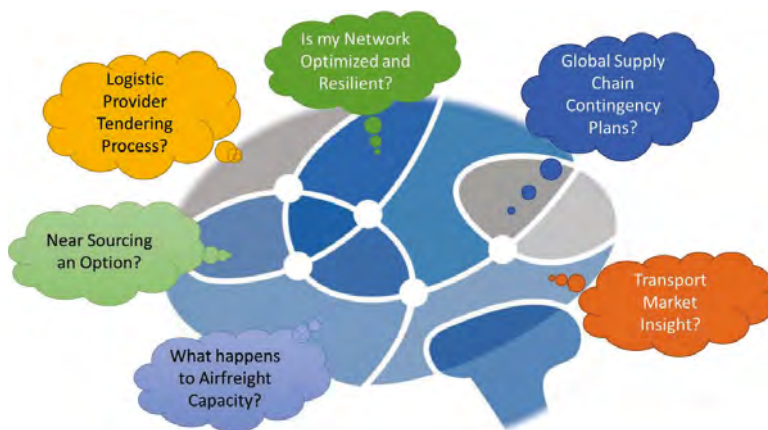 Is my Network
Optimized and
Resilient?
Logistic
Provider
Tendering
Process?
Global Supply
Chain
Contingency
Plans?
Near Sourcing
an Option?
Transport
Market
Insight?
What happens
to Airfreight
Capacity?